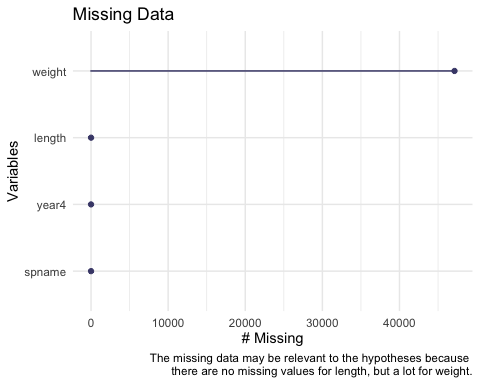 Missing Data
Variables
weight
length
year4
spname
0 10000 20000 30000 40000
# Missing
The missing data may be relevant to the hypotheses because
there are no missing values for length, but a lot for weight.